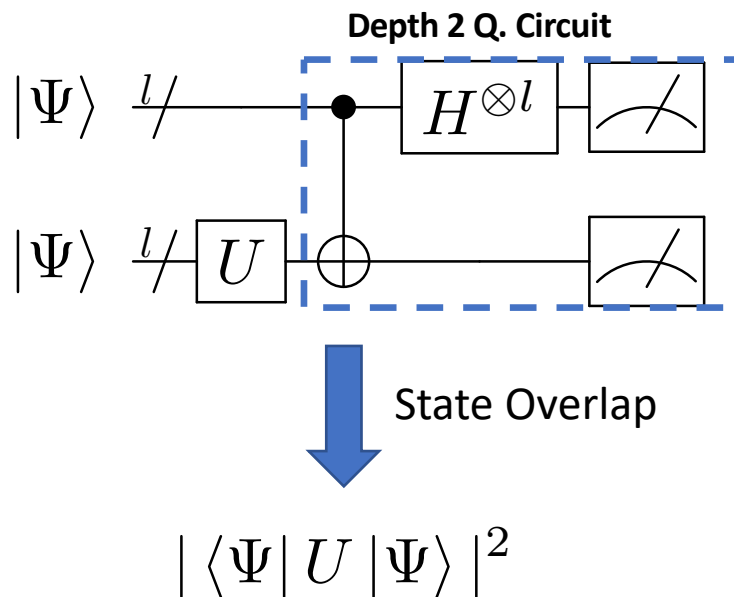 Depth 2 Q. Circuit
|Ψ⟩ l H⊗l
|Ψ⟩ l U
State Overlap
|⟨Ψ| U |Ψ⟩|²